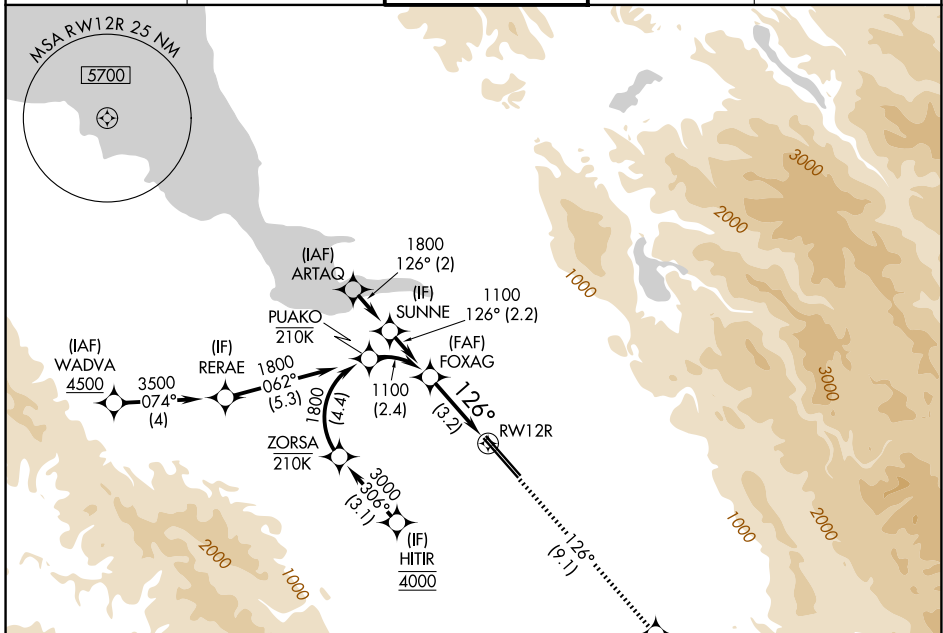 MSA RW12R 25 NM
5700
3000
2000
1000
(IAF)
ARTAQ
1800
126° (2)
(IF)
SUNNE
1100
126° (2.2)
PUAKO
210K
(FAF)
FOXAG
(IAF)
WADVA
4500
3500
074°
(4)
(IF)
RERAE
1800
062°
(5.3)
1100
(2.4)
1800
(4.4)
126°
(3.2)
RW12R
3000
ZORSA
210K
3000
306°
(3.1)
(IF)
HITIR
4000
126°
(9.1)
1000
2000
2000
1000